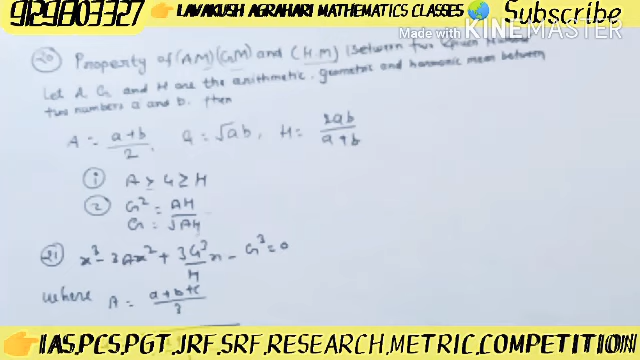 9129803327 👉 LAVAKUSH AGRAHARI MATHEMATICS CLASSES 🌏 👉 Subscribe
MADE WITH KINEMASTER
(20) Property of (AM) (GM) and (H.M) Between two given
Let A G and H are the arithmetic, geometric and harmonic mean between
two numbers a and b. then
A = a+b/2, G = √ab, H = 2ab/a+b
(1) A ≥ G ≥ H
(2) G² = AH
G = √AH
(21) x³ - 3Ax² + 3G³/H x - G³ = 0
where A = a+b+c/3
👉 IAS.PCS.PGT.JRF.SRF.RESEARCH.METRIC.COMPETITION